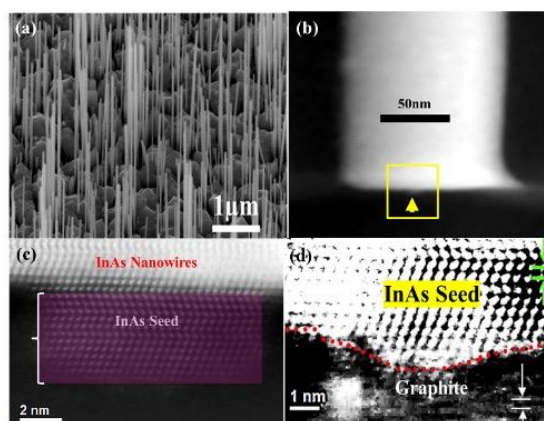 (a)
1µm
(b)
50nm
(c)
InAs Nanowires
InAs Seed
2 nm
(d)
InAs Seed
Graphite
1 nm